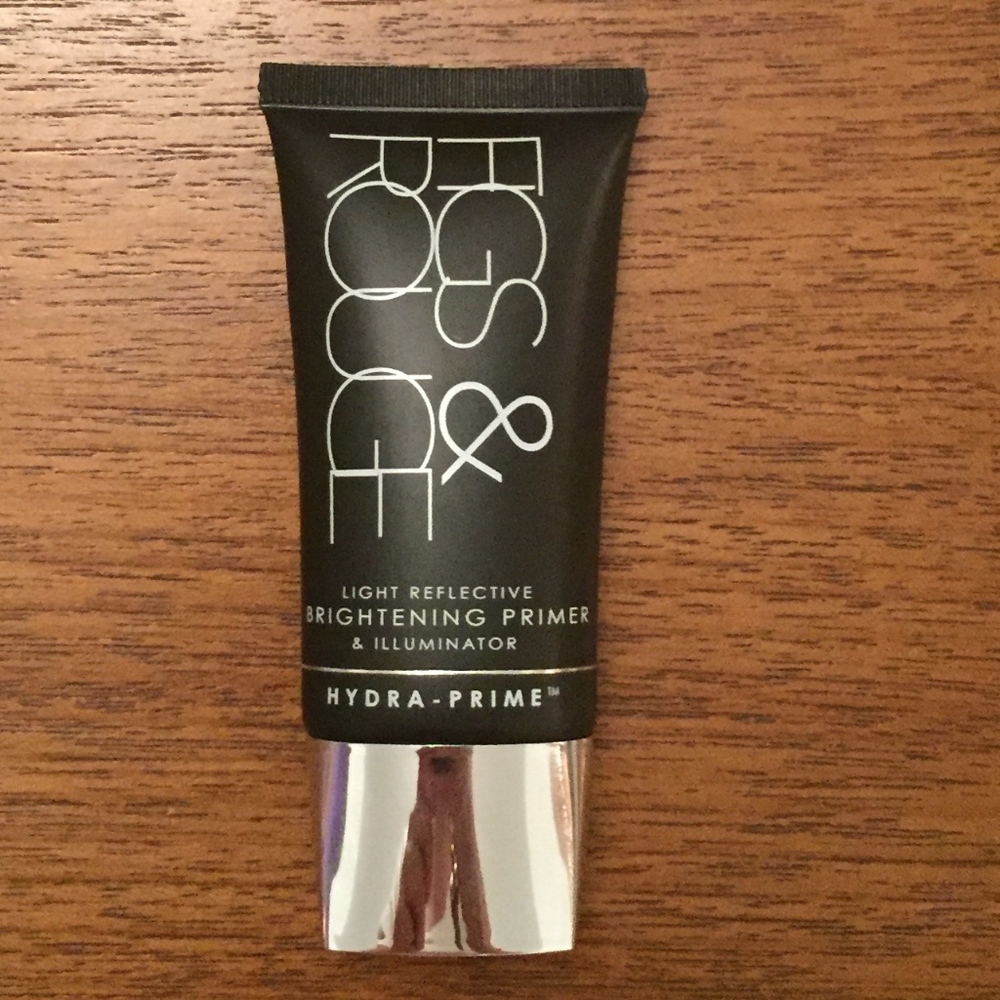 FIGS &
ROUGE
LIGHT REFLECTIVE
BRIGHTENING PRIMER
& ILLUMINATOR
HYDRA-PRIME™